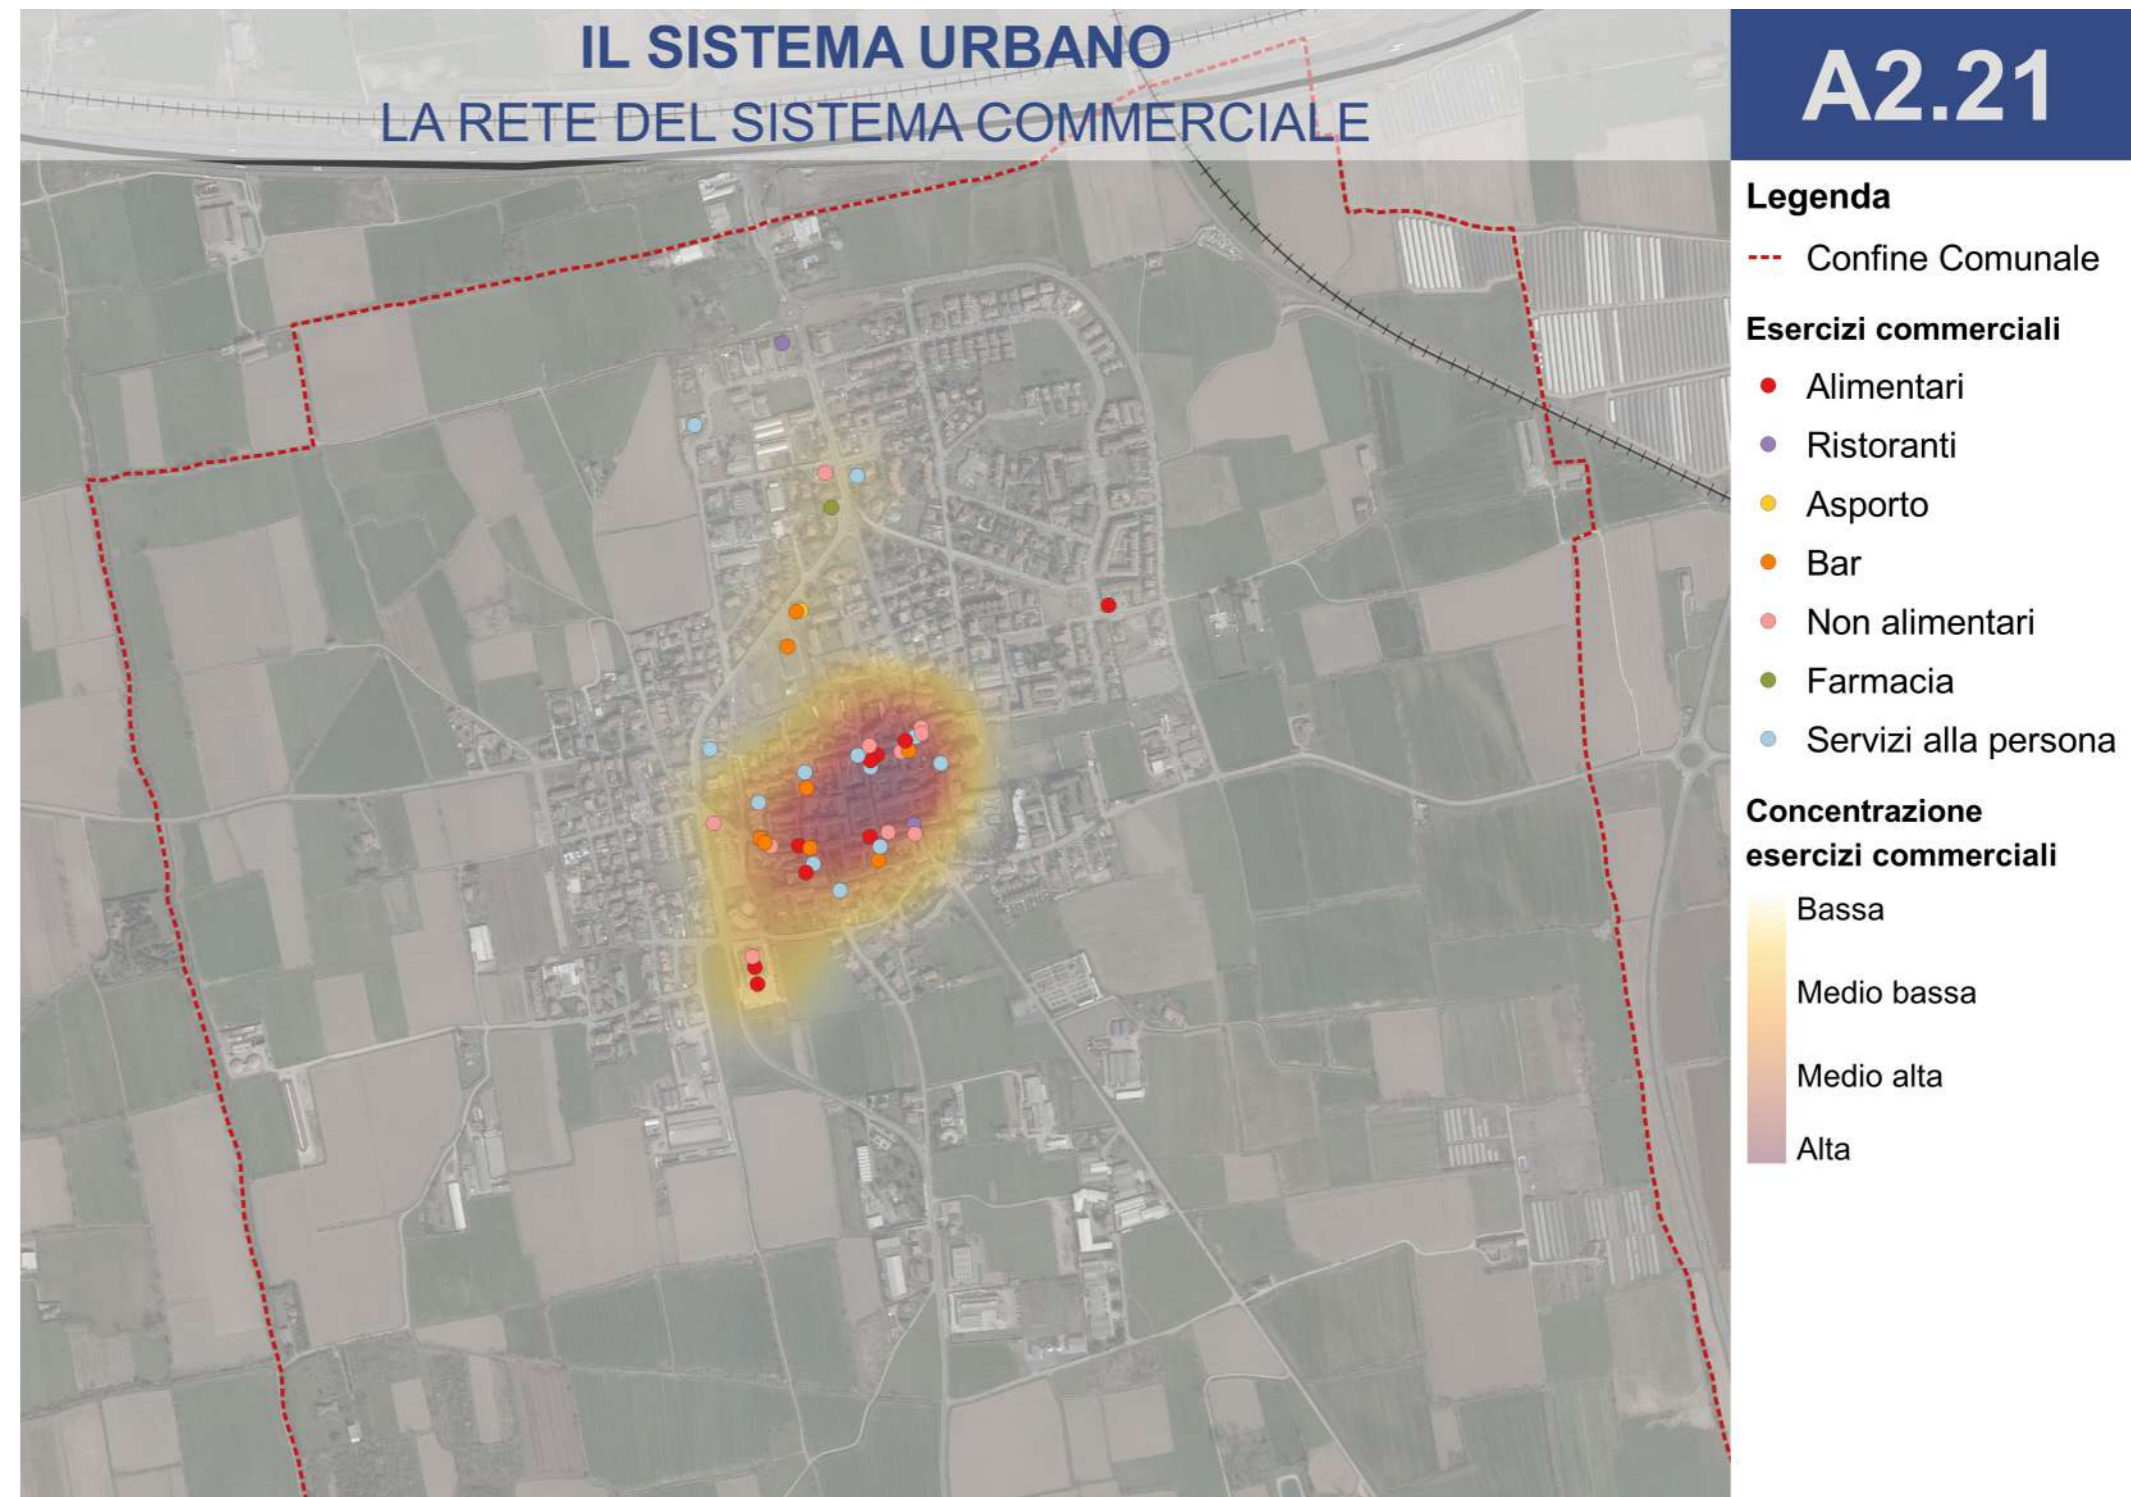 IL SISTEMA URBANO
LA RETE DEL SISTEMA COMMERCIALE
A2.21
Legenda
Confine Comunale
Esercizi commerciali
Alimentari
Ristoranti
Asporto
Bar
Non alimentari
Farmacia
Servizi alla persona
Concentrazione
esercizi commerciali
Bassa
Medio bassa
Medio alta
Alta